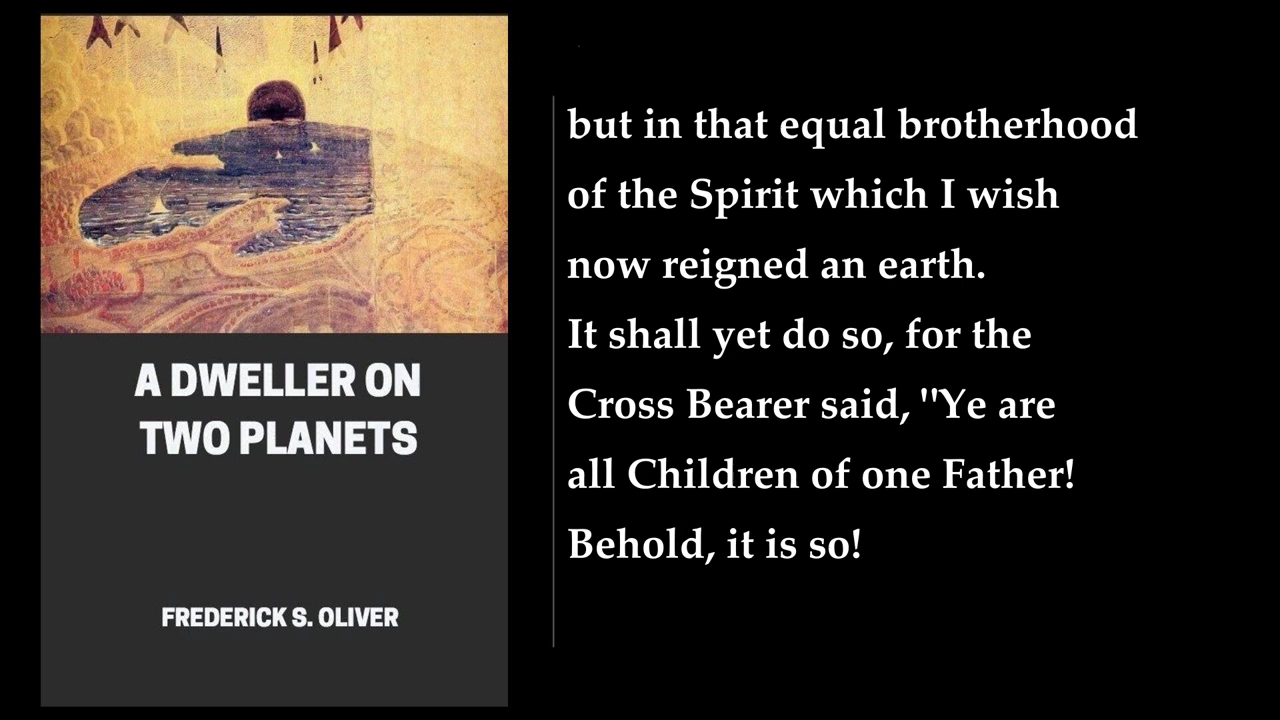 A DWELLER ON
TWO PLANETS
FREDERICK S. OLIVER
but in that equal brotherhood
of the Spirit which I wish
now reigned an earth.
It shall yet do so, for the
Cross Bearer said, "Ye are
all Children of one Father!
Behold, it is so!